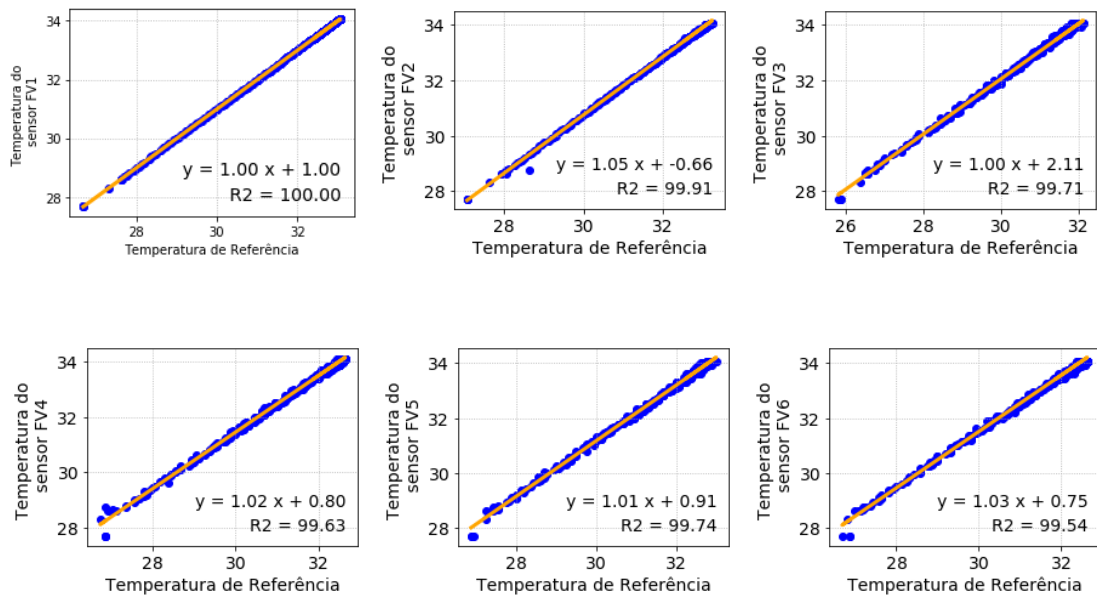 Temperatura do
sensor FV1
34
32
30
28
y = 1.00 x + 1.00
R2 = 100.00
28 30 32
Temperatura de Referência
Temperatura do
sensor FV2
34
32
30
28
y = 1.05 x + -0.66
R2 = 99.91
28 30 32
Temperatura de Referência
Temperatura do
sensor FV3
34
32
30
28
y = 1.00 x + 2.11
R2 = 99.71
26 28 30 32
Temperatura de Referência
Temperatura do
sensor FV4
34
32
30
28
y = 1.02 x + 0.80
R2 = 99.63
28 30 32
Temperatura de Referência
Temperatura do
sensor FV5
34
32
30
28
y = 1.01 x + 0.91
R2 = 99.74
28 30 32
Temperatura de Referência
Temperatura do
sensor FV6
34
32
30
28
y = 1.03 x + 0.75
R2 = 99.54
28 30 32
Temperatura de Referência